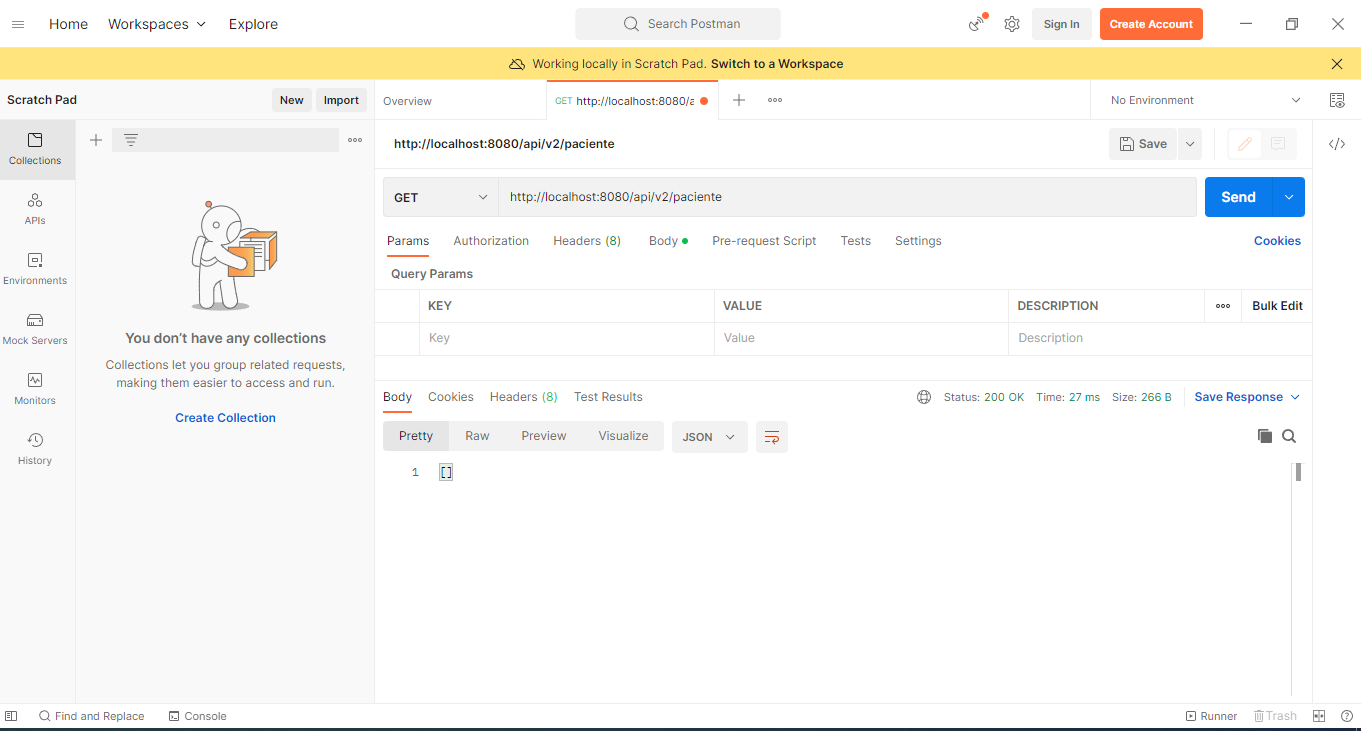 Home Workspaces Explore Search Postman Sign In Create Account
Working locally in Scratch Pad. Switch to a Workspace
Scratch Pad New Import Overview GET http://localhost:8080/a No Environment
Collections
APIs
Environments
Mock Servers
Monitors
History
You don’t have any collections
Collections let you group related requests,
making them easier to access and run.
Create Collection
http://localhost:8080/api/v2/paciente Save
GET http://localhost:8080/api/v2/paciente Send
Params Authorization Headers (8) Body Pre-request Script Tests Settings Cookies
Query Params
KEY VALUE DESCRIPTION Bulk Edit
Key Value Description
Body Cookies Headers (8) Test Results Status: 200 OK Time: 27 ms Size: 266 B Save Response
Pretty Raw Preview Visualize JSON
1 []
Find and Replace Console Runner Trash